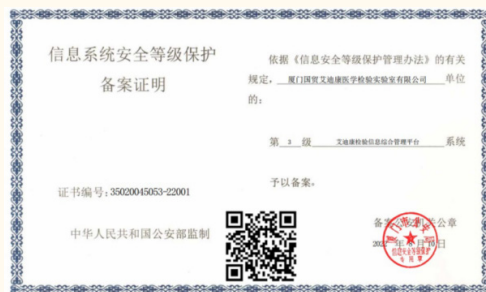 信息系统安全等级保护
备案证明
证书编号:35020045053-22001
中华人民共和国公安部监制
依据《信息安全等级保护管理办法》的有关
规定，厦门国贸艾迪康医学检验实验室有限公司 单位
的：
第 3 级 艾迪康检验信息综合管理平台 系统
予以备案。